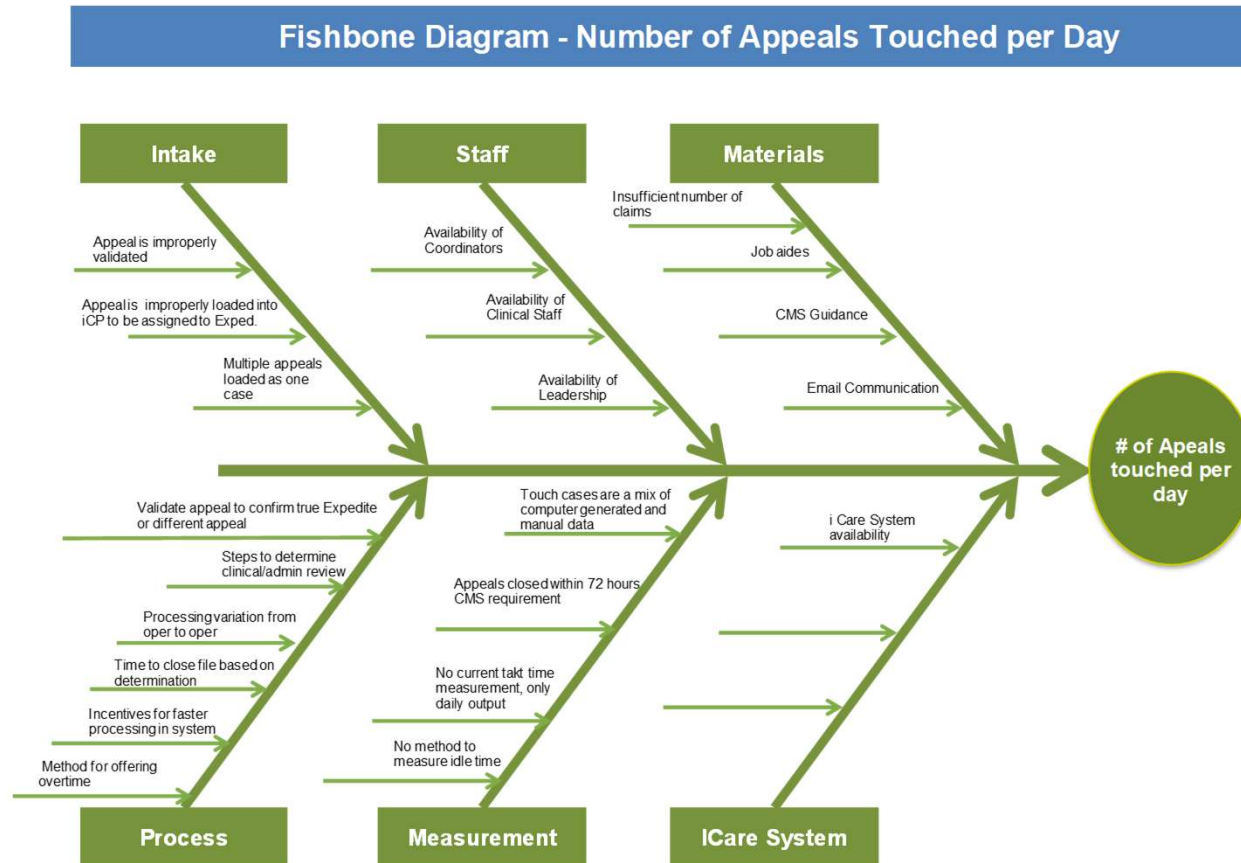 Fishbone Diagram - Number of Appeals Touched per Day
Intake
Staff
Materials
Appeal is improperly
validated
Appeal is improperly loaded into
iCP to be assigned to Exped.
Multiple appeals
loaded as one
case
Availability of
Coordinators
Availability of
Clinical Staff
Availability of
Leadership
Insufficient number of
claims
Job aides
CMS Guidance
Email Communication
# of Apeals
touched per
day
Validate appeal to confirm true Expedite
or different appeal
Steps to determine
clinical/admin review
Processing variation from
oper to oper
Time to close file based on
determination
Incentives for faster
processing in system
Method for offering
overtime
Touch cases are a mix of
computer generated and
manual data
Appeals closed within 72 hours
CMS requirement
No current takt time
measurement, only
daily output
No method to
measure idle time
i Care System
availability
Process
Measurement
ICare System